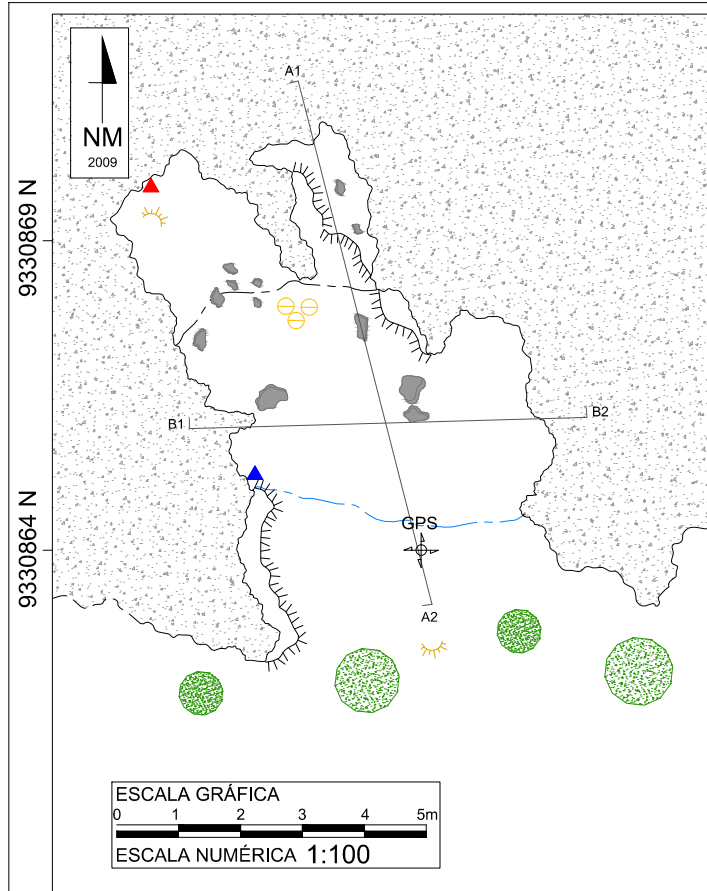 A1
NM
2009
9330869 N
B1
B2
GPS
9330864 N
A2
ESCALA GRÁFICA
0 1 2 3 4 5m
ESCALA NUMÉRICA 1:100